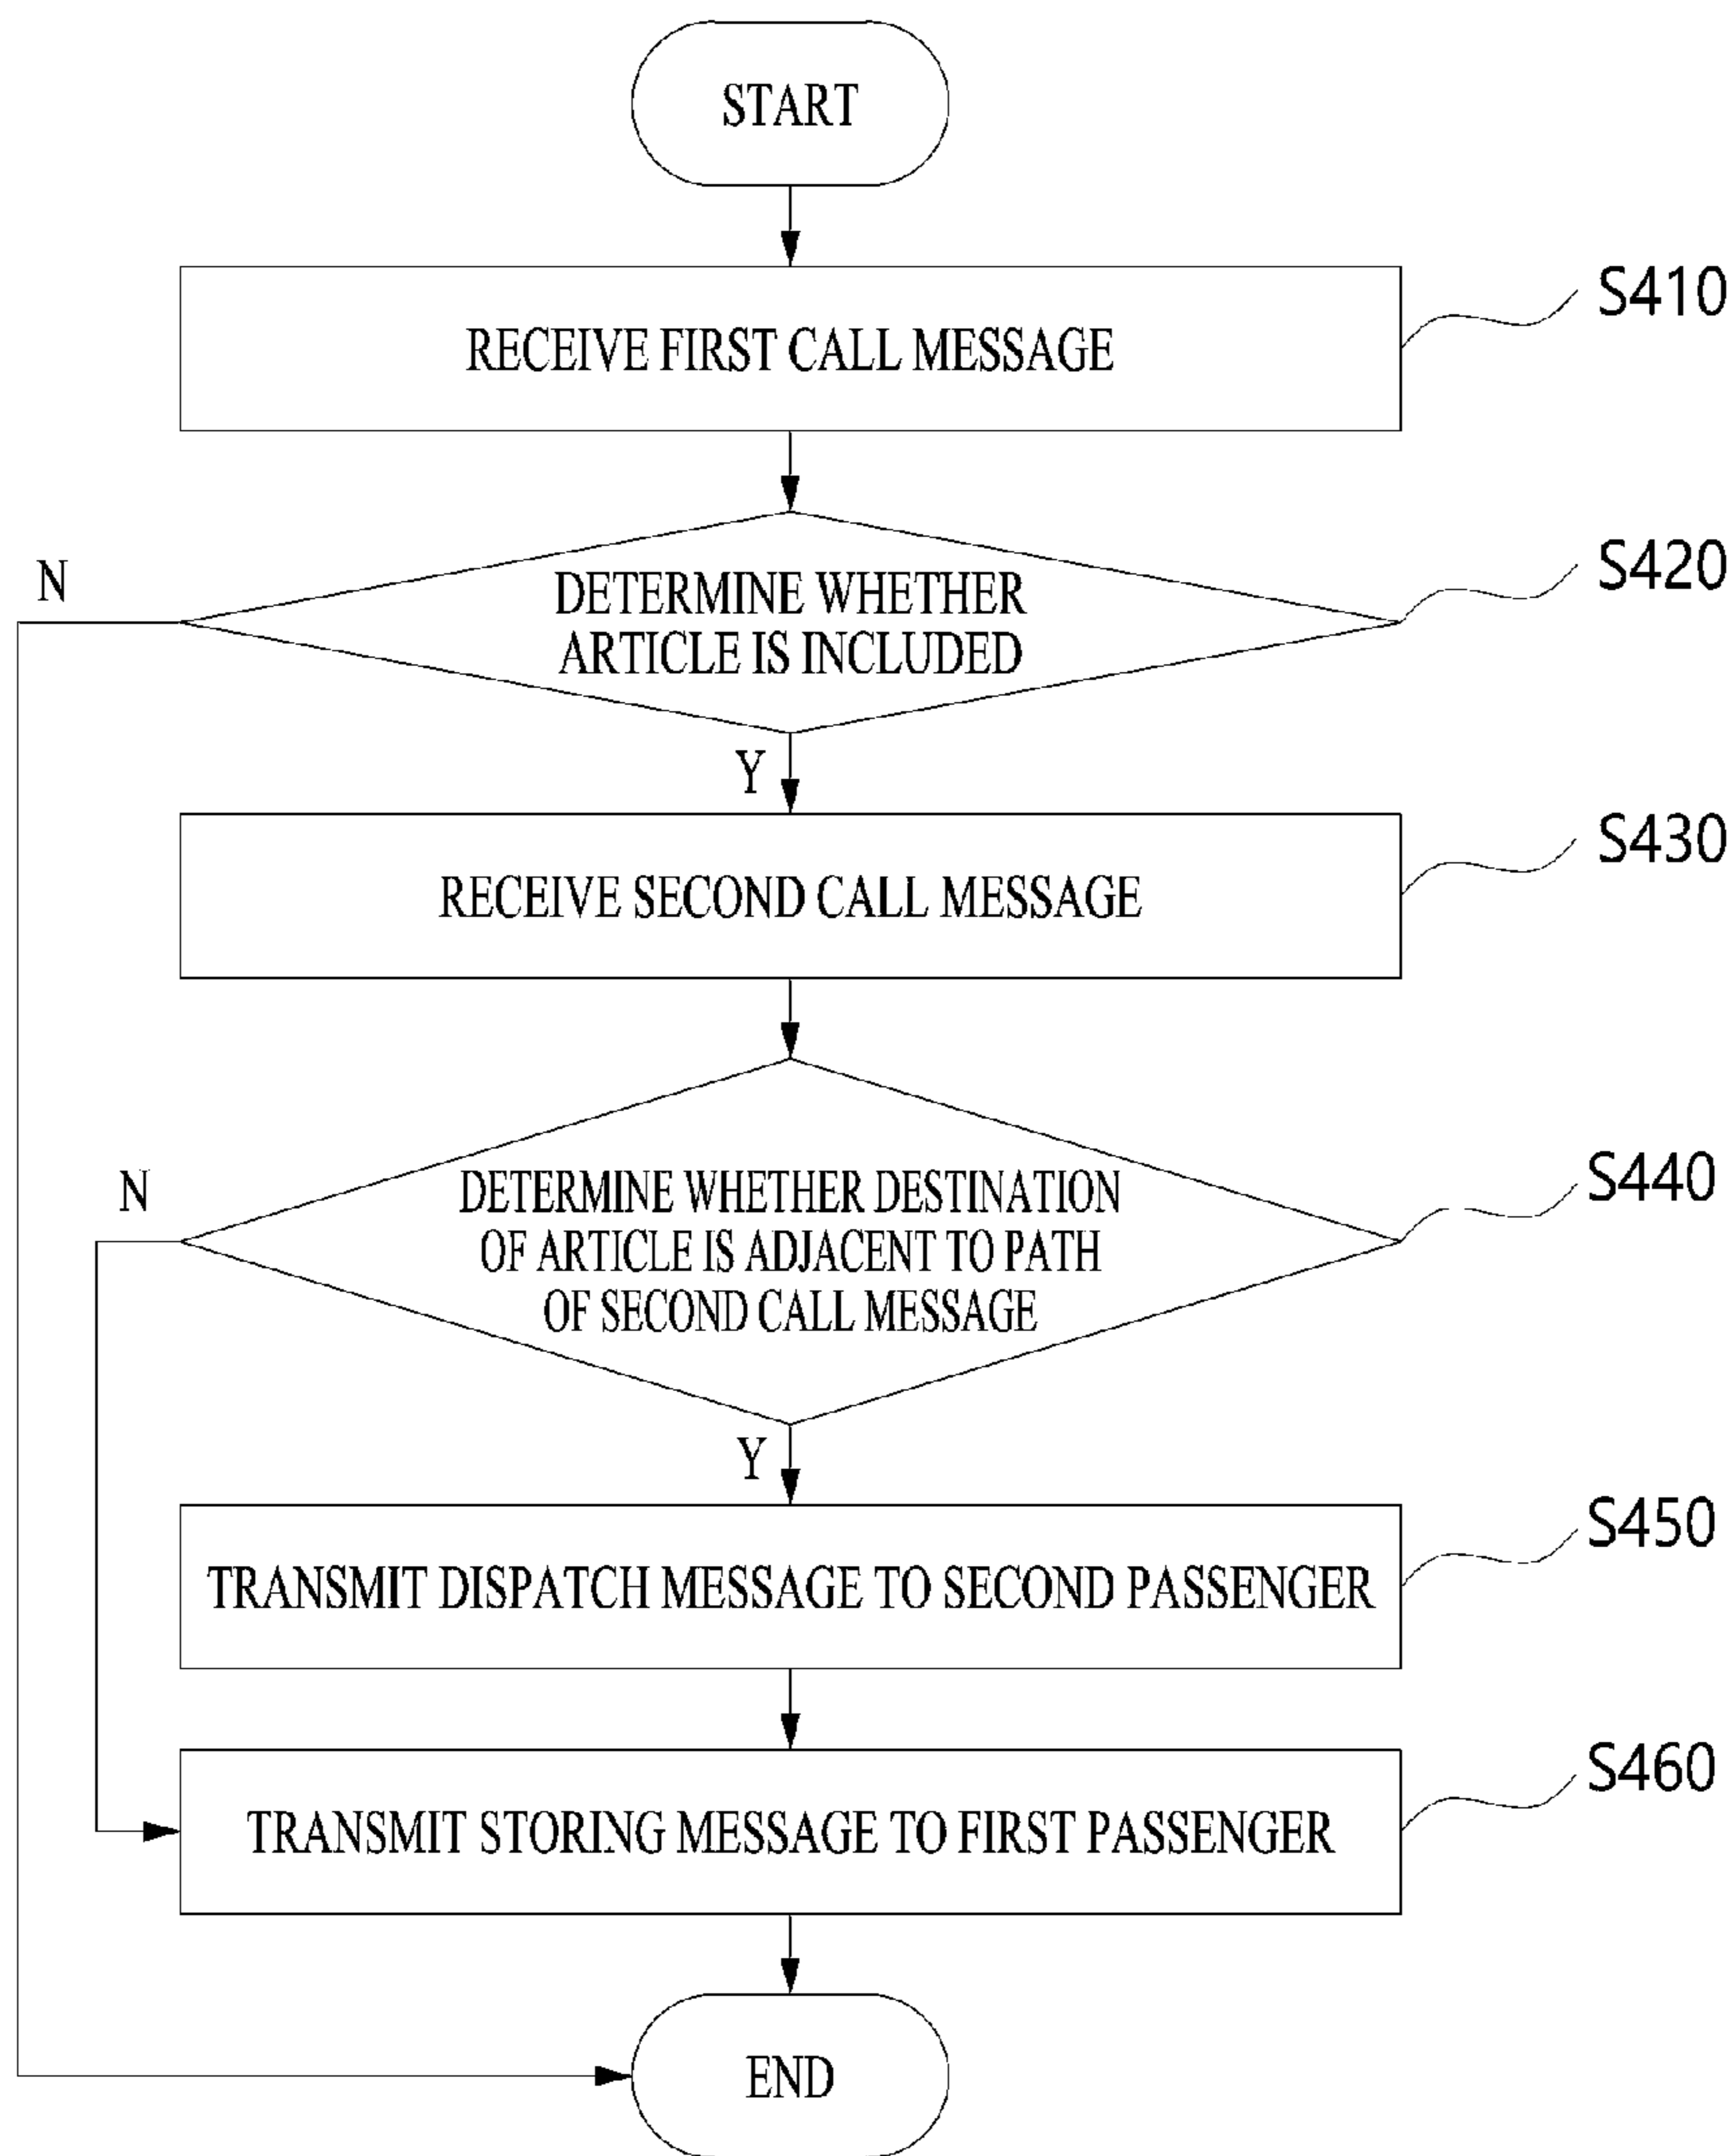 START
RECEIVE FIRST CALL MESSAGE
S410
N
DETERMINE WHETHER
ARTICLE IS INCLUDED
S420
Y
RECEIVE SECOND CALL MESSAGE
S430
N
DETERMINE WHETHER DESTINATION
OF ARTICLE IS ADJACENT TO PATH
OF SECOND CALL MESSAGE
S440
Y
TRANSMIT DISPATCH MESSAGE TO SECOND PASSENGER
S450
TRANSMIT STORING MESSAGE TO FIRST PASSENGER
S460
END